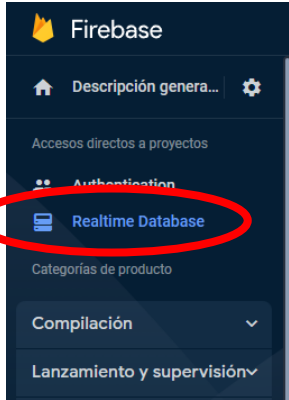 Firebase
Descripción genera...
Accesos directos a proyectos
Authentication
Realtime Database
Categorías de producto
Compilación
Lanzamiento y supervisión